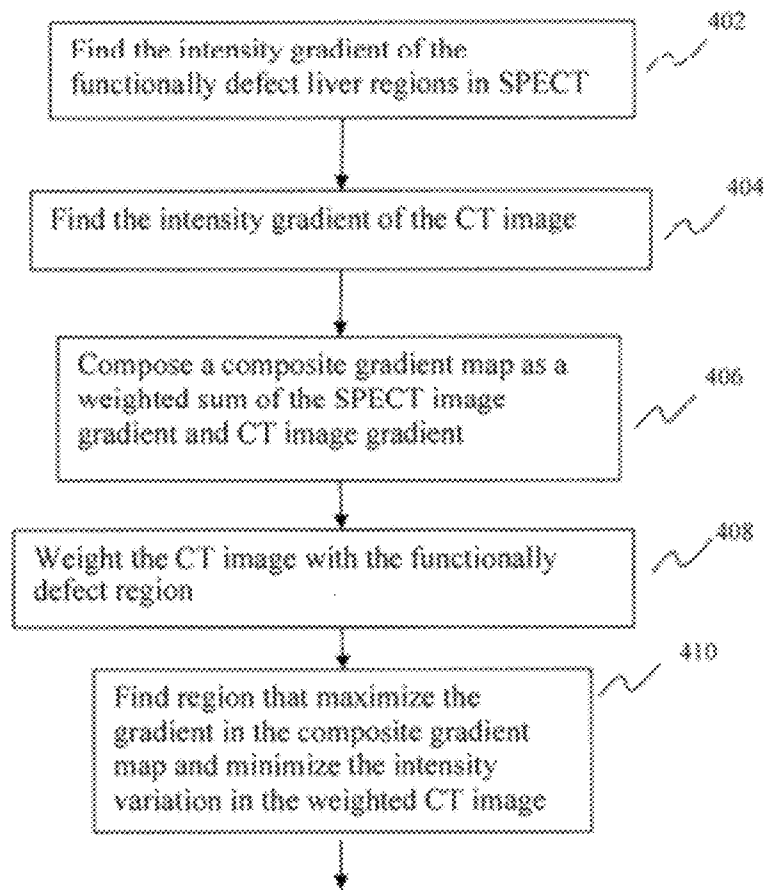 Find the intensity gradient of the
functionally defect liver regions in SPECT
402
Find the intensity gradient of the CT image
404
Compose a composite gradient map as a
weighted sum of the SPECT image
gradient and CT image gradient
406
Weight the CT image with the functionally
defect region
408
Find region that maximize the
gradient in the composite gradient
map and minimize the intensity
variation in the weighted CT image
410